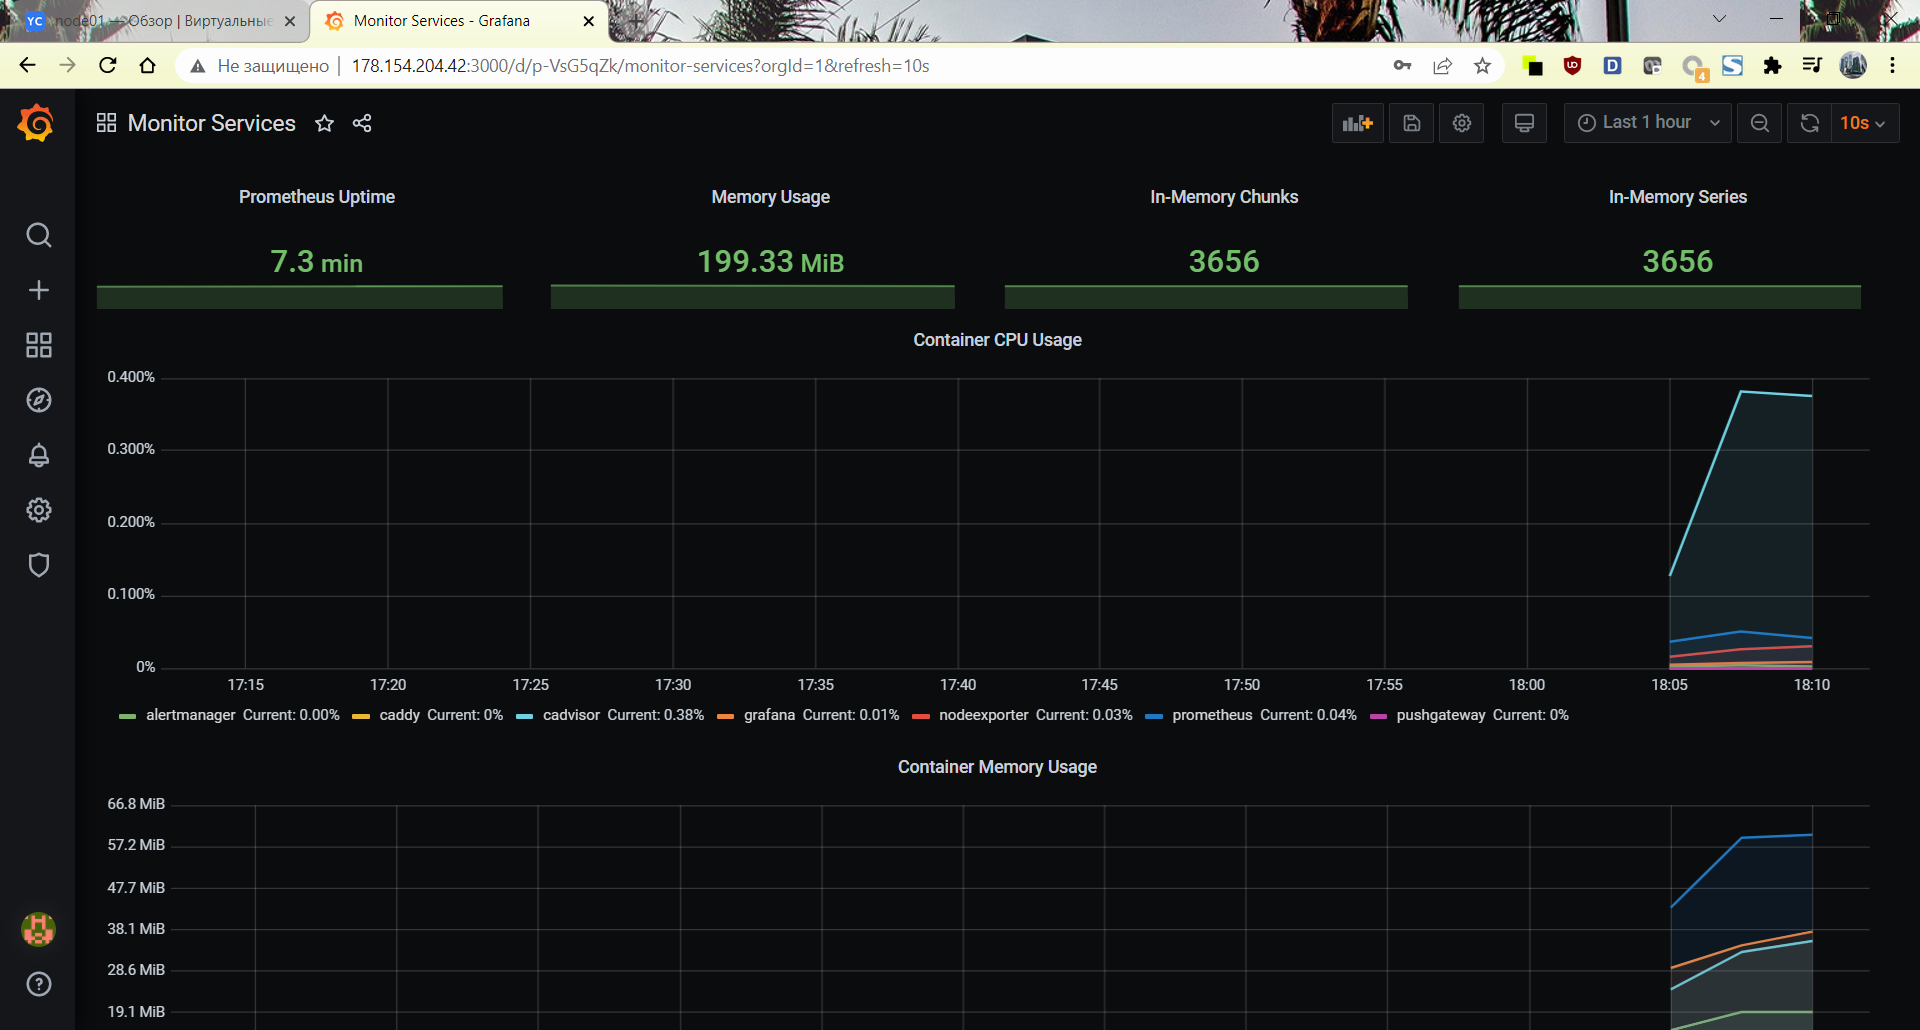 YC node01 — Обзор | Виртуальные
Monitor Services - Grafana
Не защищено 178.154.204.42:3000/d/p-VsG5qZk/monitor-services?orgId=1&refresh=10s
4
Monitor Services
Last 1 hour
10s
Prometheus Uptime
7.3 min
Memory Usage
199.33 MiB
In-Memory Chunks
3656
In-Memory Series
3656
Container CPU Usage
0.400%
0.300%
0.200%
0.100%
0%
17:15 17:20 17:25 17:30 17:35 17:40 17:45 17:50 17:55 18:00 18:05 18:10
alertmanager Current: 0.00% caddy Current: 0% cadvisor Current: 0.38% grafana Current: 0.01% nodeexporter Current: 0.03% prometheus Current: 0.04% pushgateway Current: 0%
Container Memory Usage
66.8 MiB
57.2 MiB
47.7 MiB
38.1 MiB
28.6 MiB
19.1 MiB